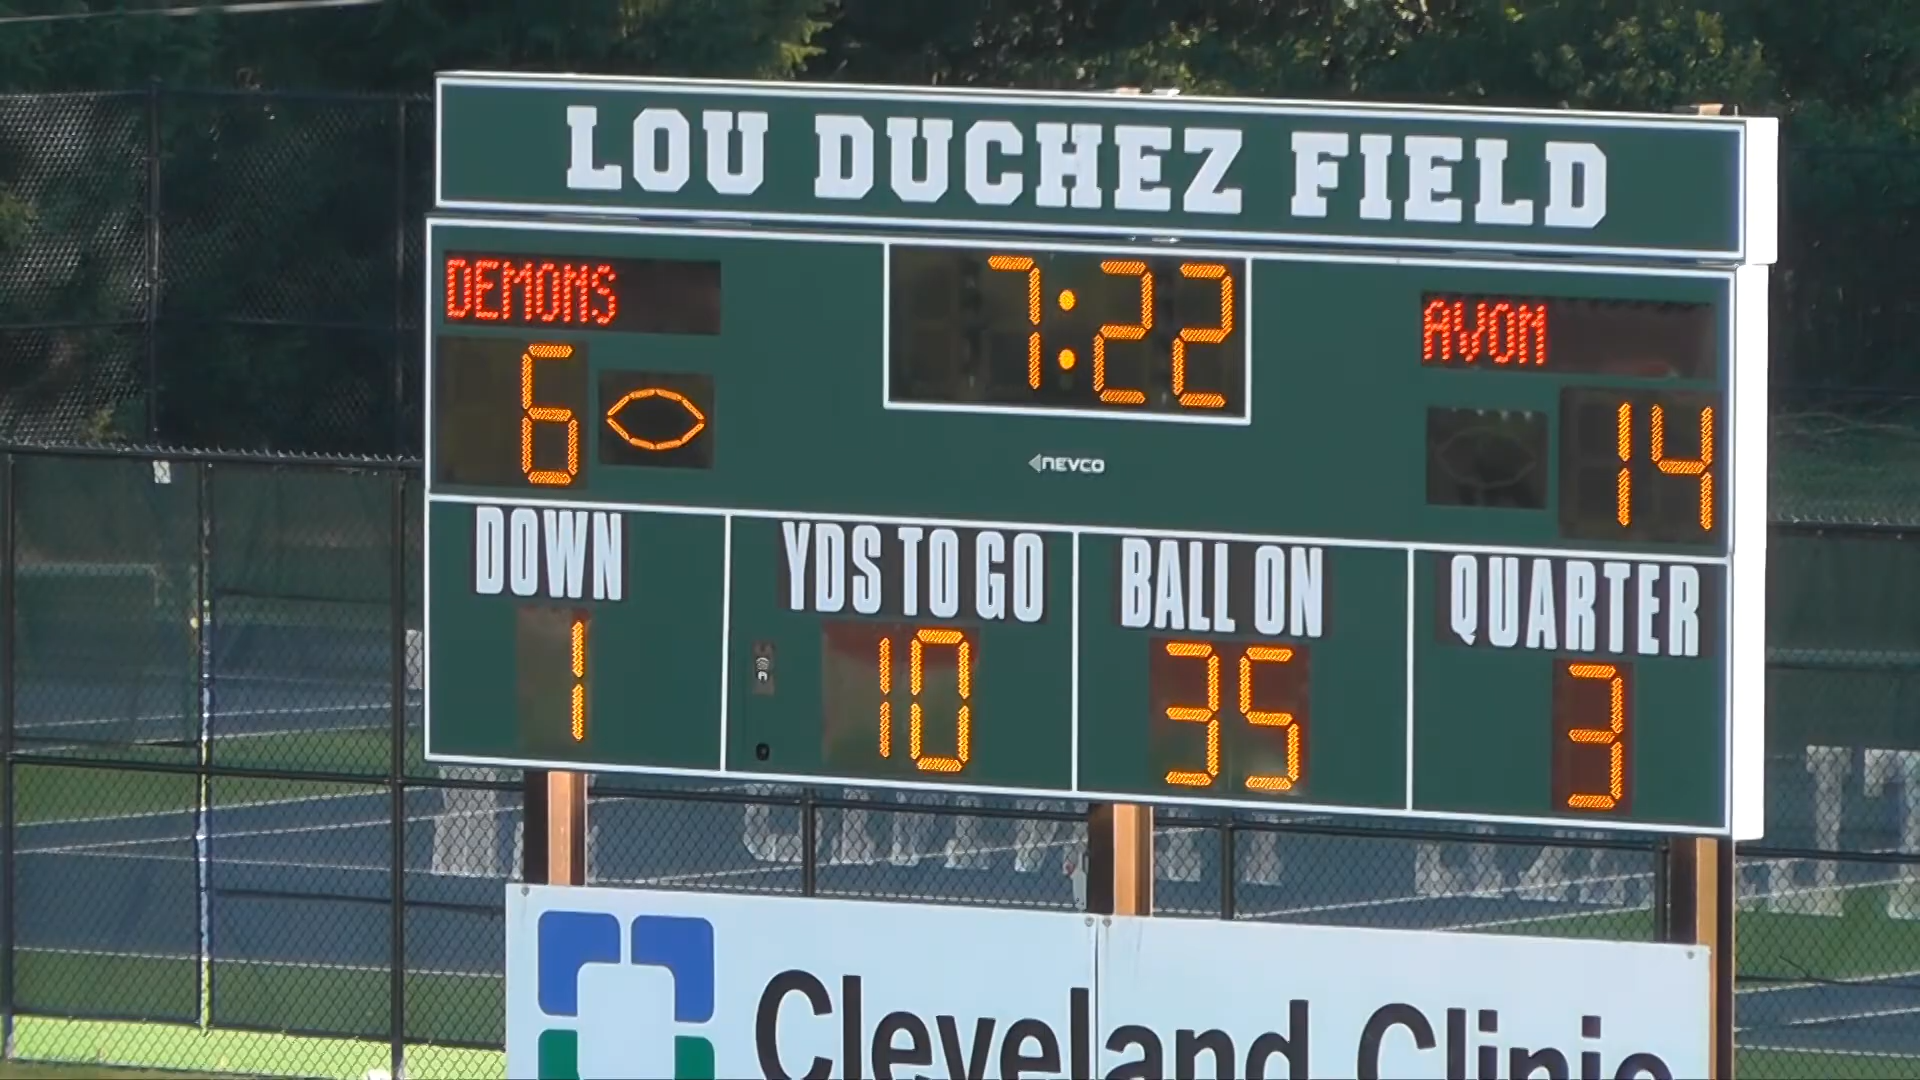 LOU DUCHEZ FIELD
DEMONS 7:22 AVON
6 14
NEVCO
DOWN YDS TO GO BALL ON QUARTER
1 10 35 3
Cleveland Clinic